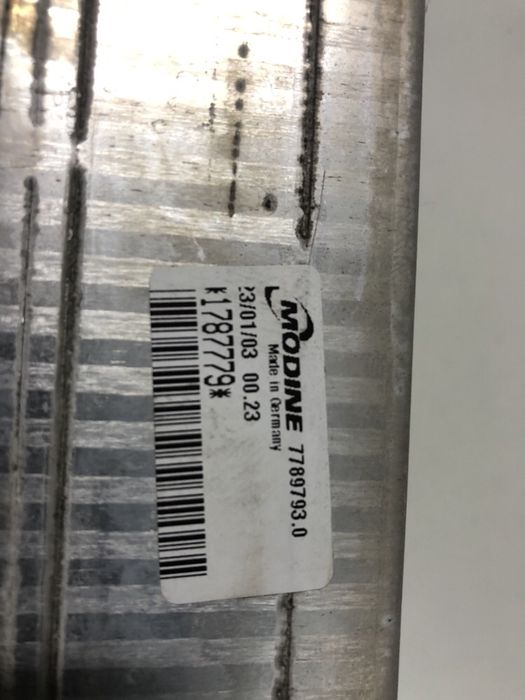 MODINE 7789793.0
Made in Germany
23/01/03 00.23
*1787779*